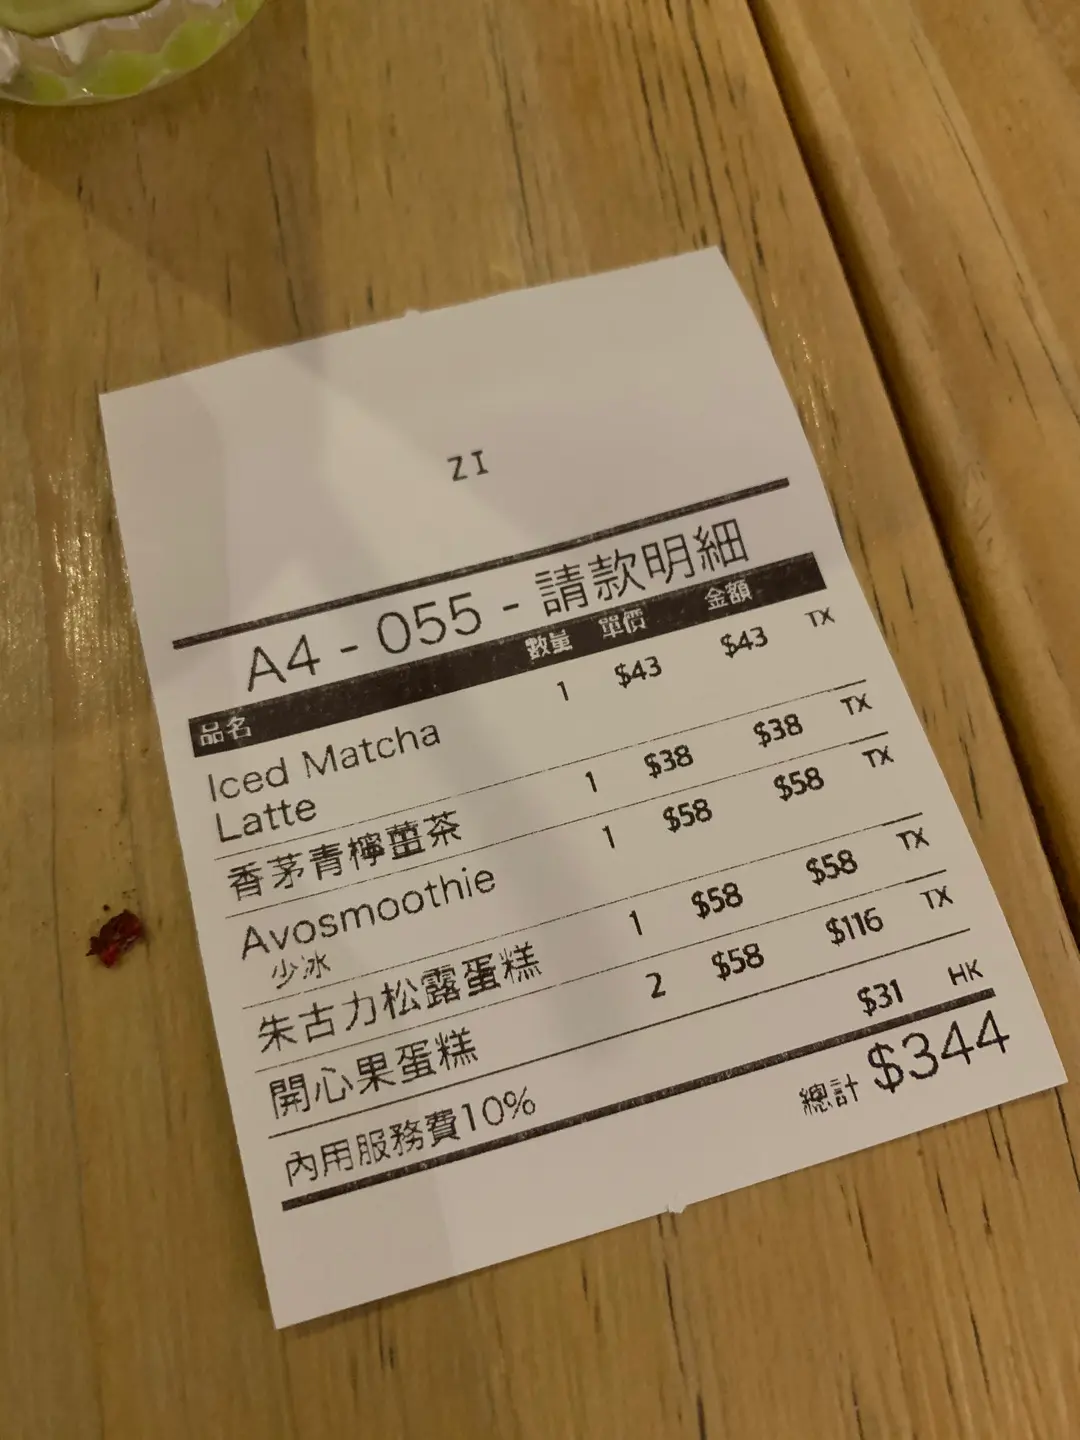 ZI
A4 - 055 - 請款明細
品名 數量 單價 金額
Iced Matcha 1 $43 $43 TX
Latte
香茅青檸薑茶 1 $38 $38 TX
Avosmoothie 1 $58 $58 TX
少冰
朱古力松露蛋糕 1 $58 $58 TX
開心果蛋糕 2 $58 $116 TX
內用服務費10% $31 HK
總計 $344